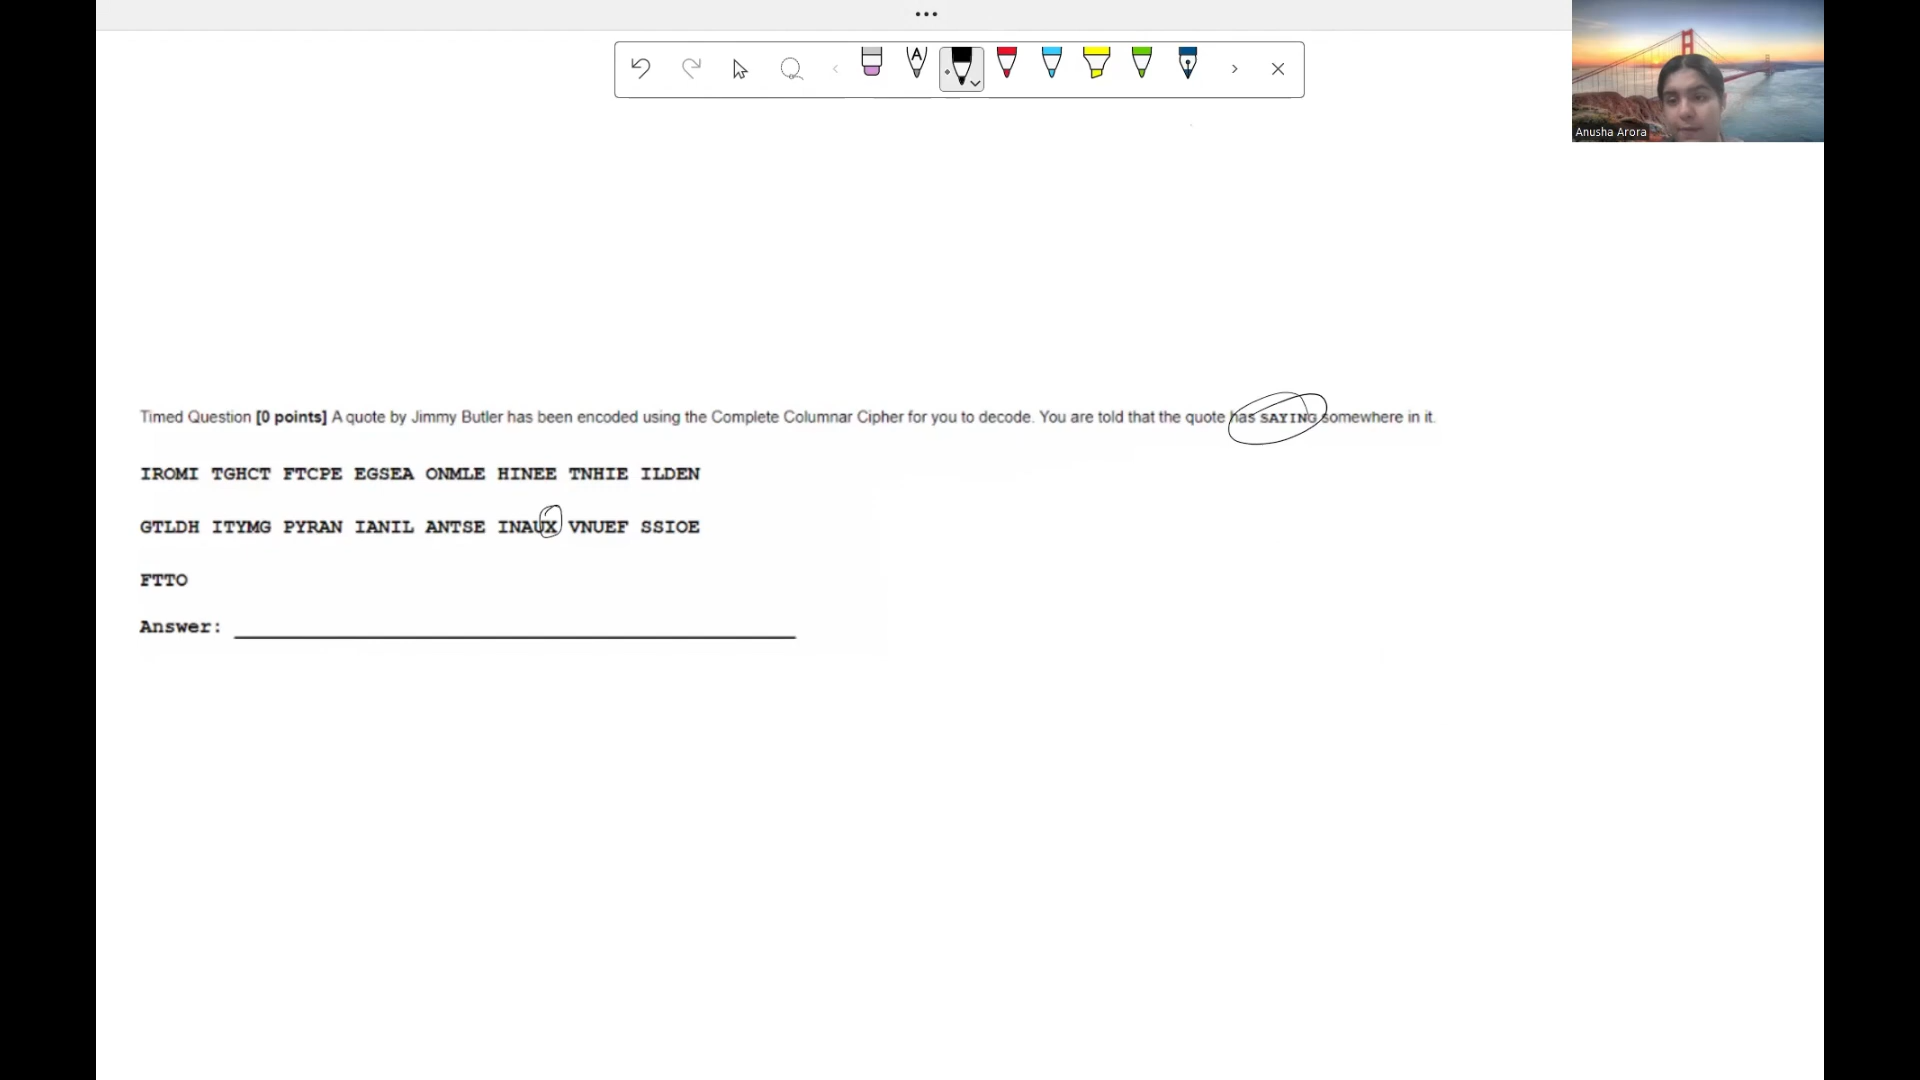 Anusha Arora
Timed Question [0 points] A quote by Jimmy Butler has been encoded using the Complete Columnar Cipher for you to decode. You are told that the quote has SAYING somewhere in it.
IROMI TGHCT FTCPE EGSEA ONMLE HINEE TNHIE ILDEN
GTLDH ITYMG PYRAN IANIL ANTSE INAUX VNUEF SSIOE
FTTO
Answer: